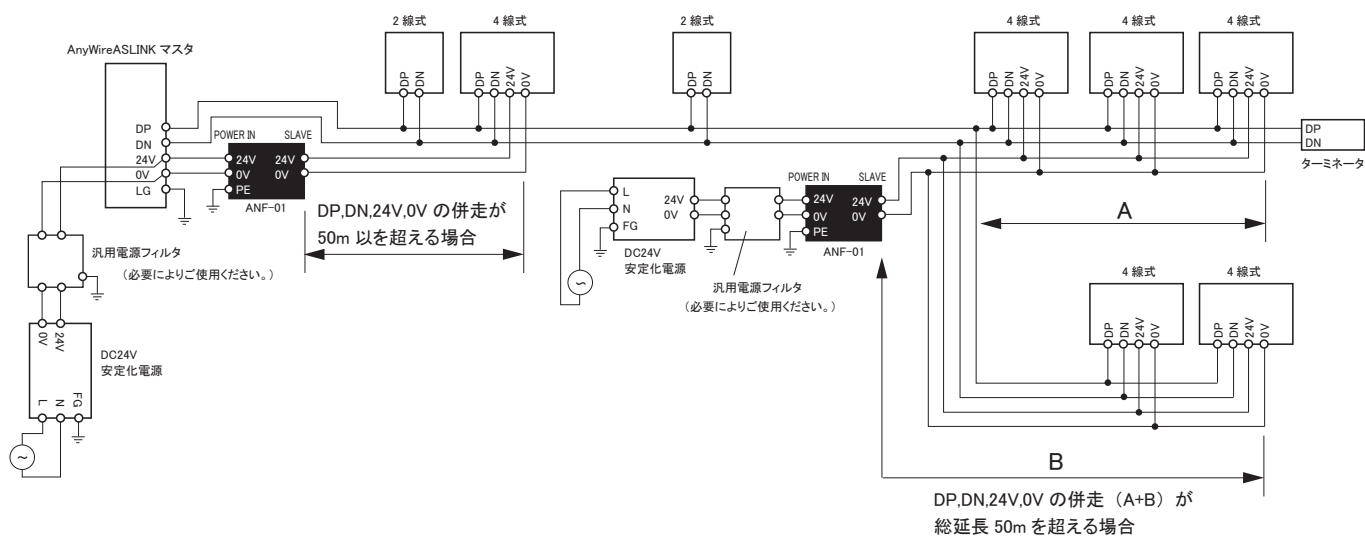 2 線式
4 線式
2 線式
4 線式
4 線式
4 線式
AnyWireASLINK マスタ
DP
DN
DP
DN
24V
0V
DP
DN
DP
DN
24V
0V
DP
DN
24V
0V
DP
DN
24V
0V
DP
DN
24V
0V
LG
POWER IN
SLAVE
24V
0V
PE
24V
0V
ANF-01
DP
DN
ターミネータ
DP,DN,24V,0V の併走が
50m 以を超える場合
L
N
FG
24V
0V
DC24V
安定化電源
POWER IN
SLAVE
24V
0V
PE
24V
0V
ANF-01
A
汎用電源フィルタ
(必要によりご使用ください。)
汎用電源フィルタ
(必要によりご使用ください。)
4 線式
4 線式
DP
DN
24V
0V
DP
DN
24V
0V
0V
24V
DC24V
安定化電源
L
N
FG
~
~
B
DP,DN,24V,0V の併走（A+B）が
総延長 50m を超える場合